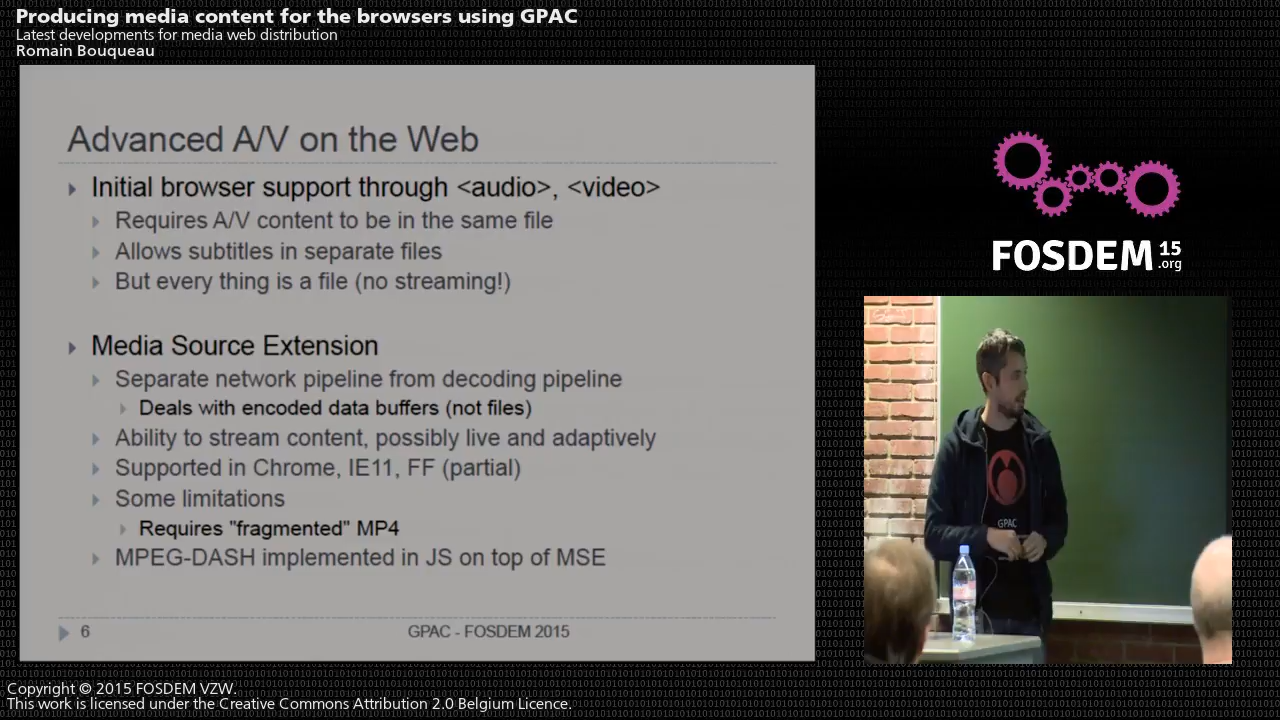 Producing media content for the browsers using GPAC
Latest developments for media web distribution
Romain Bouqueau
Advanced A/V on the Web
Initial browser support through <audio>, <video>
Requires A/V content to be in the same file
Allows subtitles in separate files
But every thing is a file (no streaming!)
Media Source Extension
Separate network pipeline from decoding pipeline
Deals with encoded data buffers (not files)
Ability to stream content, possibly live and adaptively
Supported in Chrome, IE11, FF (partial)
Some limitations
Requires "fragmented" MP4
MPEG-DASH implemented in JS on top of MSE
6
GPAC - FOSDEM 2015
FOSDEM 15
.org
GPAC
Copyright © 2015 FOSDEM VZW.
This work is licensed under the Creative Commons Attribution 2.0 Belgium Licence.